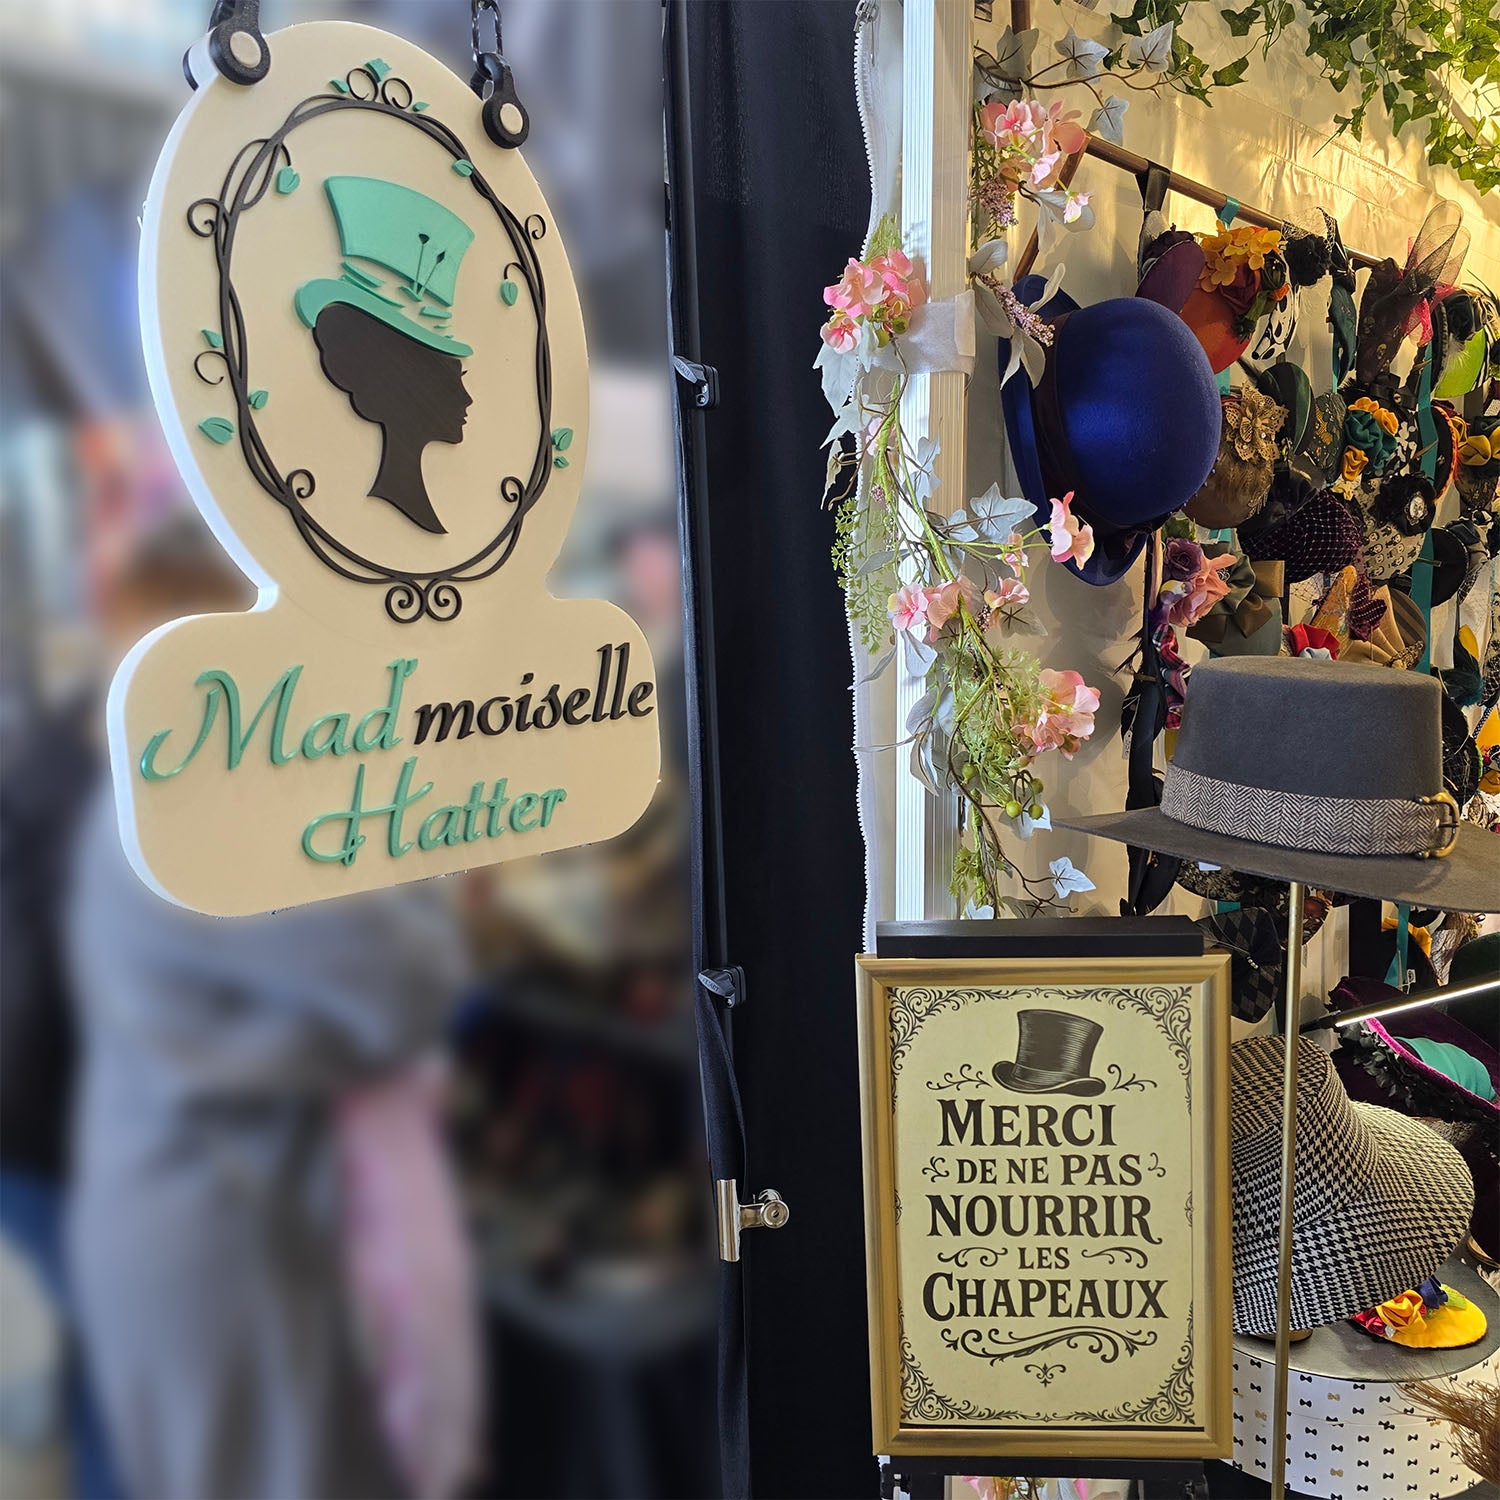 Mad'moiselle
Hatter
MERCI
DE NE PAS
NOURRIR
LES
CHAPEAUX